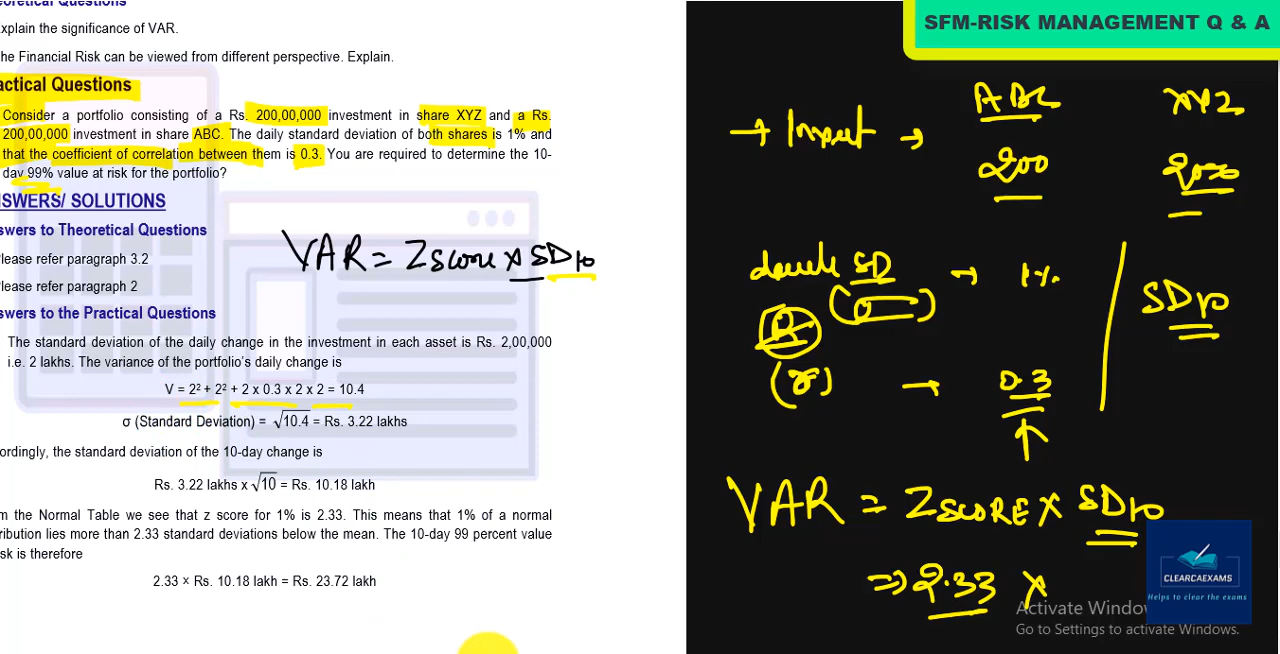 eoretical Questions
xplain the significance of VAR.
he Financial Risk can be viewed from different perspective. Explain.
actical Questions
Consider a portfolio consisting of a Rs. 200,00,000 investment in share XYZ and a Rs.
200,00,000 investment in share ABC. The daily standard deviation of both shares is 1% and
that the coefficient of correlation between them is 0.3. You are required to determine the 10-
day 99% value at risk for the portfolio?
NSWERS/ SOLUTIONS
swers to Theoretical Questions
Please refer paragraph 3.2
Please refer paragraph 2
VAR = Z score x SD10
swers to the Practical Questions
The standard deviation of the daily change in the investment in each asset is Rs. 2,00,000
i.e. 2 lakhs. The variance of the portfolio's daily change is
V = 2² + 2² + 2 x 0.3 x 2 x 2 = 10.4
σ (Standard Deviation) = √10.4 = Rs. 3.22 lakhs
ordingly, the standard deviation of the 10-day change is
Rs. 3.22 lakhs x √10 = Rs. 10.18 lakh
m the Normal Table we see that z score for 1% is 2.33. This means that 1% of a normal
ribution lies more than 2.33 standard deviations below the mean. The 10-day 99 percent value
isk is therefore
2.33 × Rs. 10.18 lakh = Rs. 23.72 lakh
SFM-RISK MANAGEMENT Q & A
ABC XYZ
→ Input →
200 200
SD → 1%
SD10
(σ)
(r) → 0.3
VAR = Z SCORE x SD10
⇒ 2.33 x
CLEARCAEXAMS
Helps to clear the exams
Activate Window
Go to Settings to activate Windows.